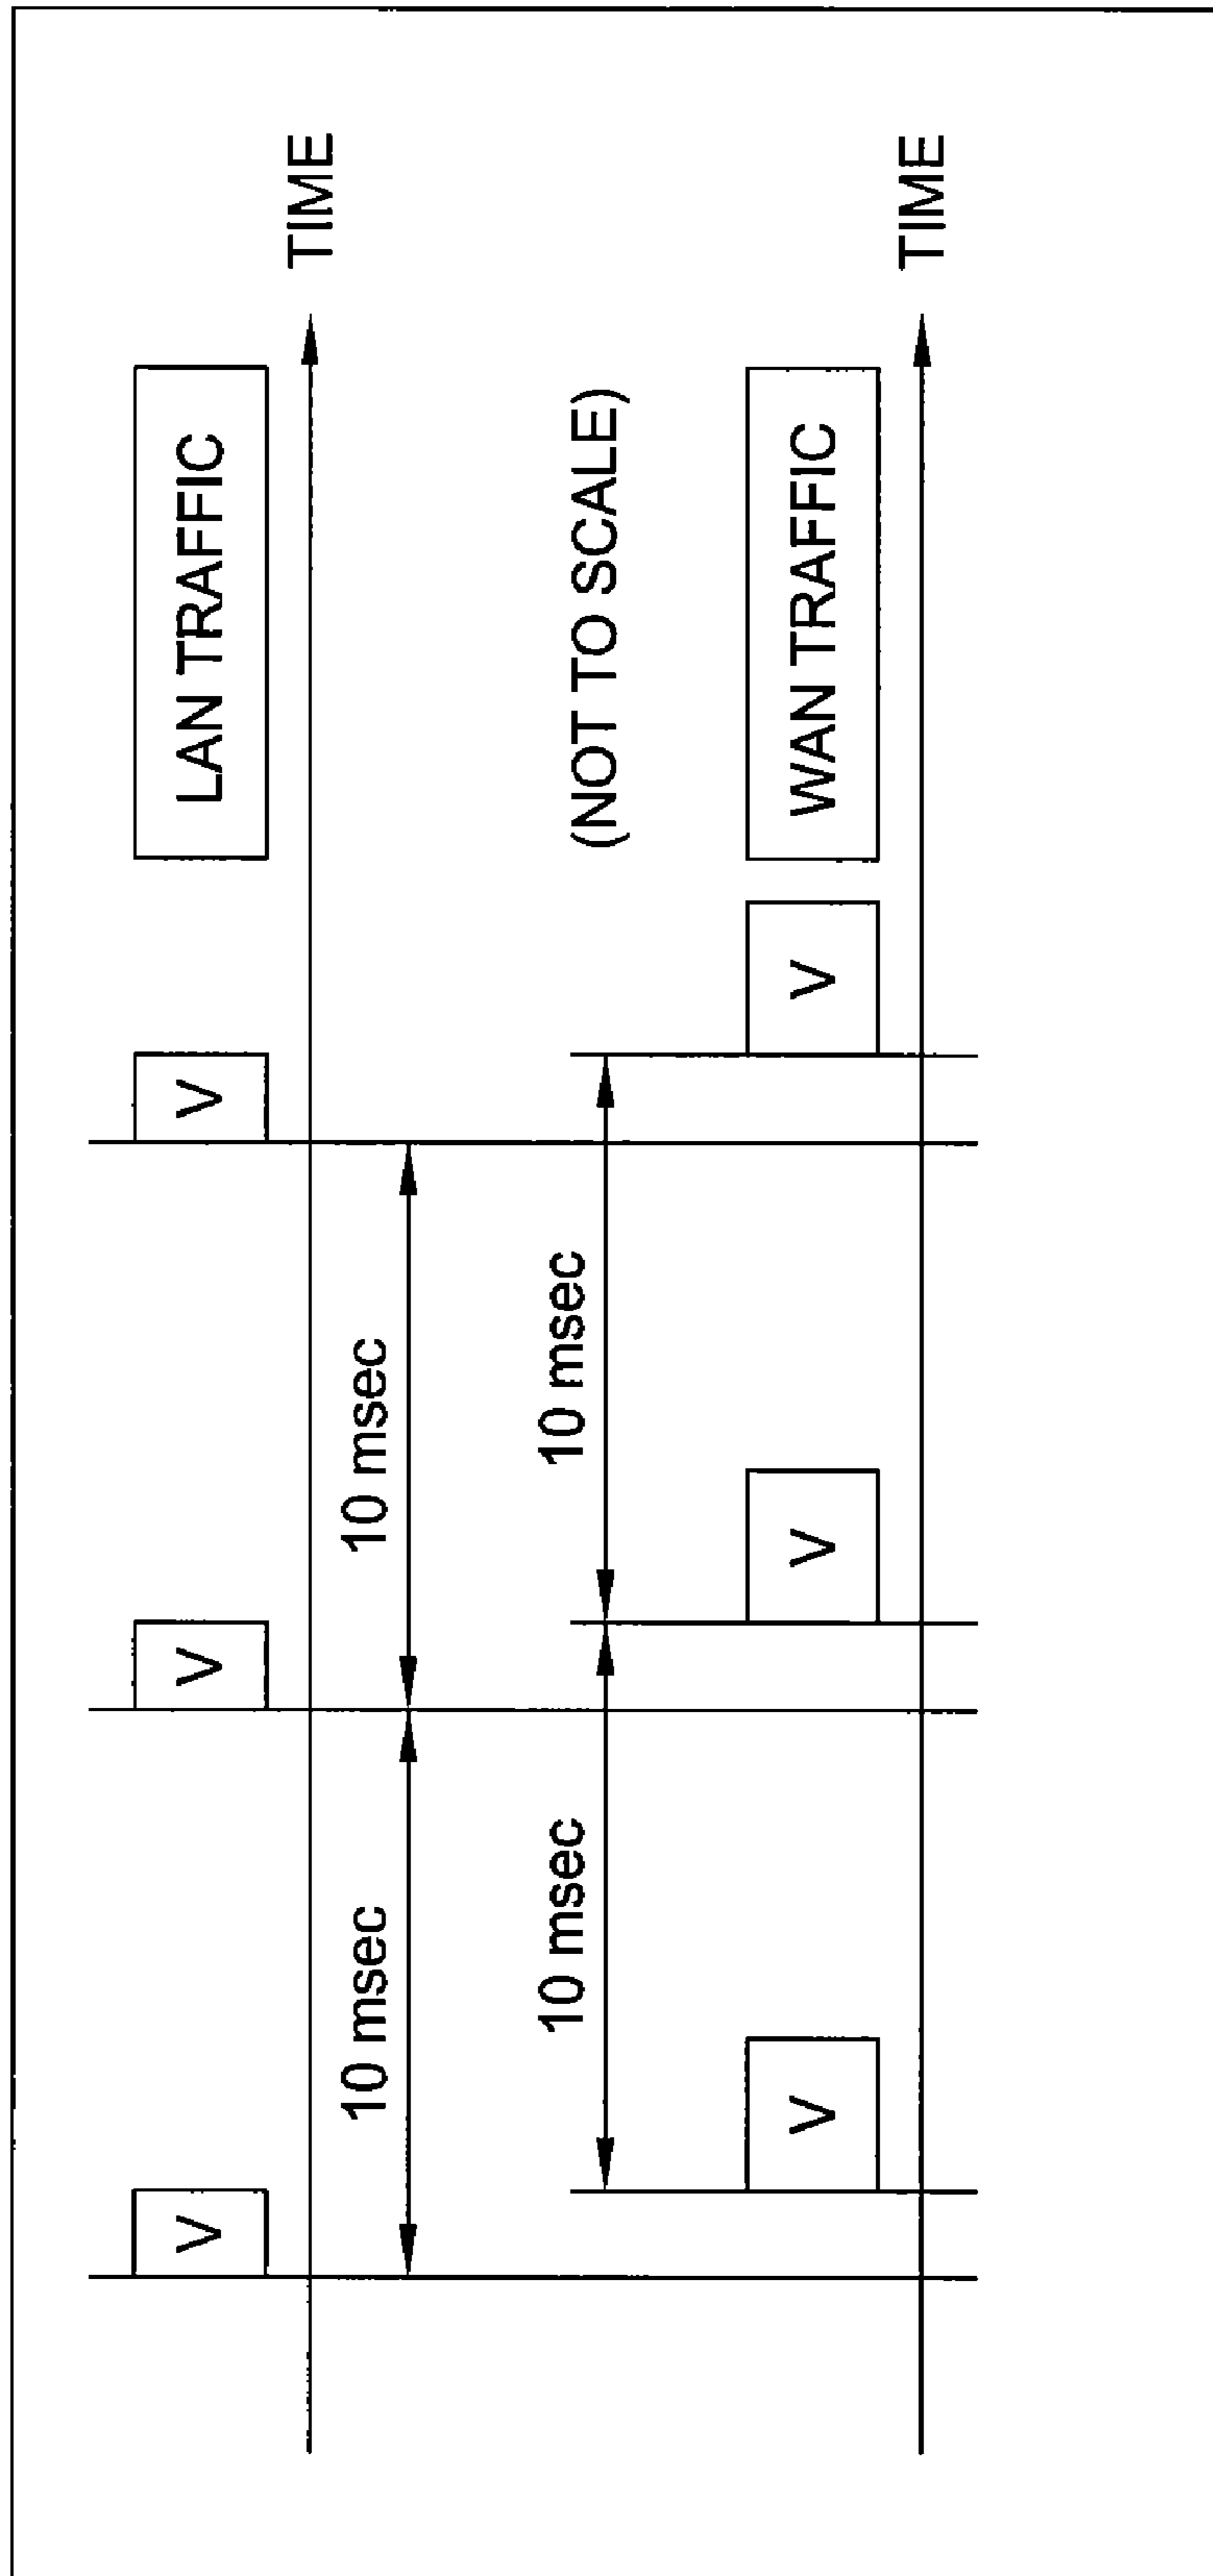 V
V
V
LAN TRAFFIC
TIME
10 msec
10 msec
10 msec
10 msec
(NOT TO SCALE)
V
V
V
WAN TRAFFIC
TIME